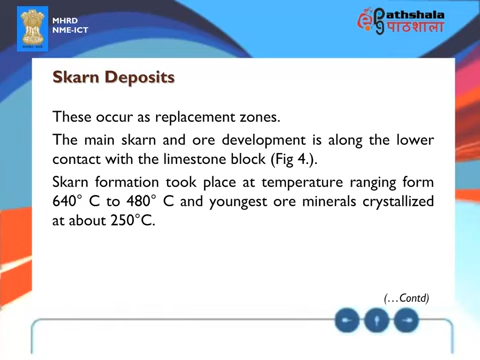 MHRD
NME-ICT
Pathshala
पाठशाला
Skarn Deposits
These occur as replacement zones.
The main skarn and ore development is along the lower
contact with the limestone block (Fig 4.).
Skarn formation took place at temperature ranging form
640° C to 480° C and youngest ore minerals crystallized
at about 250°C.
(…Contd)